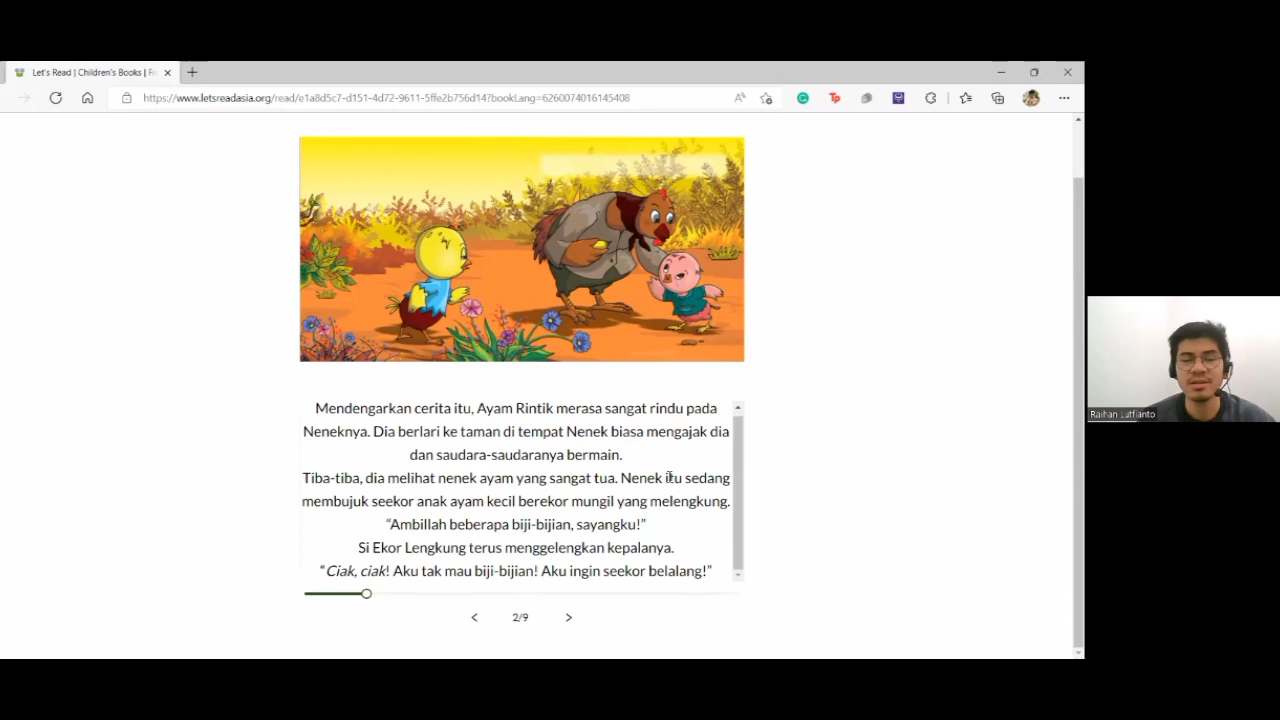 Let's Read | Children's Books | Fr
https://www.letsreadasia.org/read/e1a8d5c7-d151-4d72-9611-5ffe2b756d14?bookLang=6260074016145408
Mendengarkan cerita itu, Ayam Rintik merasa sangat rindu pada
Neneknya. Dia berlari ke taman di tempat Nenek biasa mengajak dia
dan saudara-saudaranya bermain.
Tiba-tiba, dia melihat nenek ayam yang sangat tua. Nenek itu sedang
membujuk seekor anak ayam kecil berekor mungil yang melengkung.
“Ambillah beberapa biji-bijian, sayangku!”
Si Ekor Lengkung terus menggelengkan kepalanya.
“Ciak, ciak! Aku tak mau biji-bijian! Aku ingin seekor belalang!”
2/9
Raihan Lutfianto